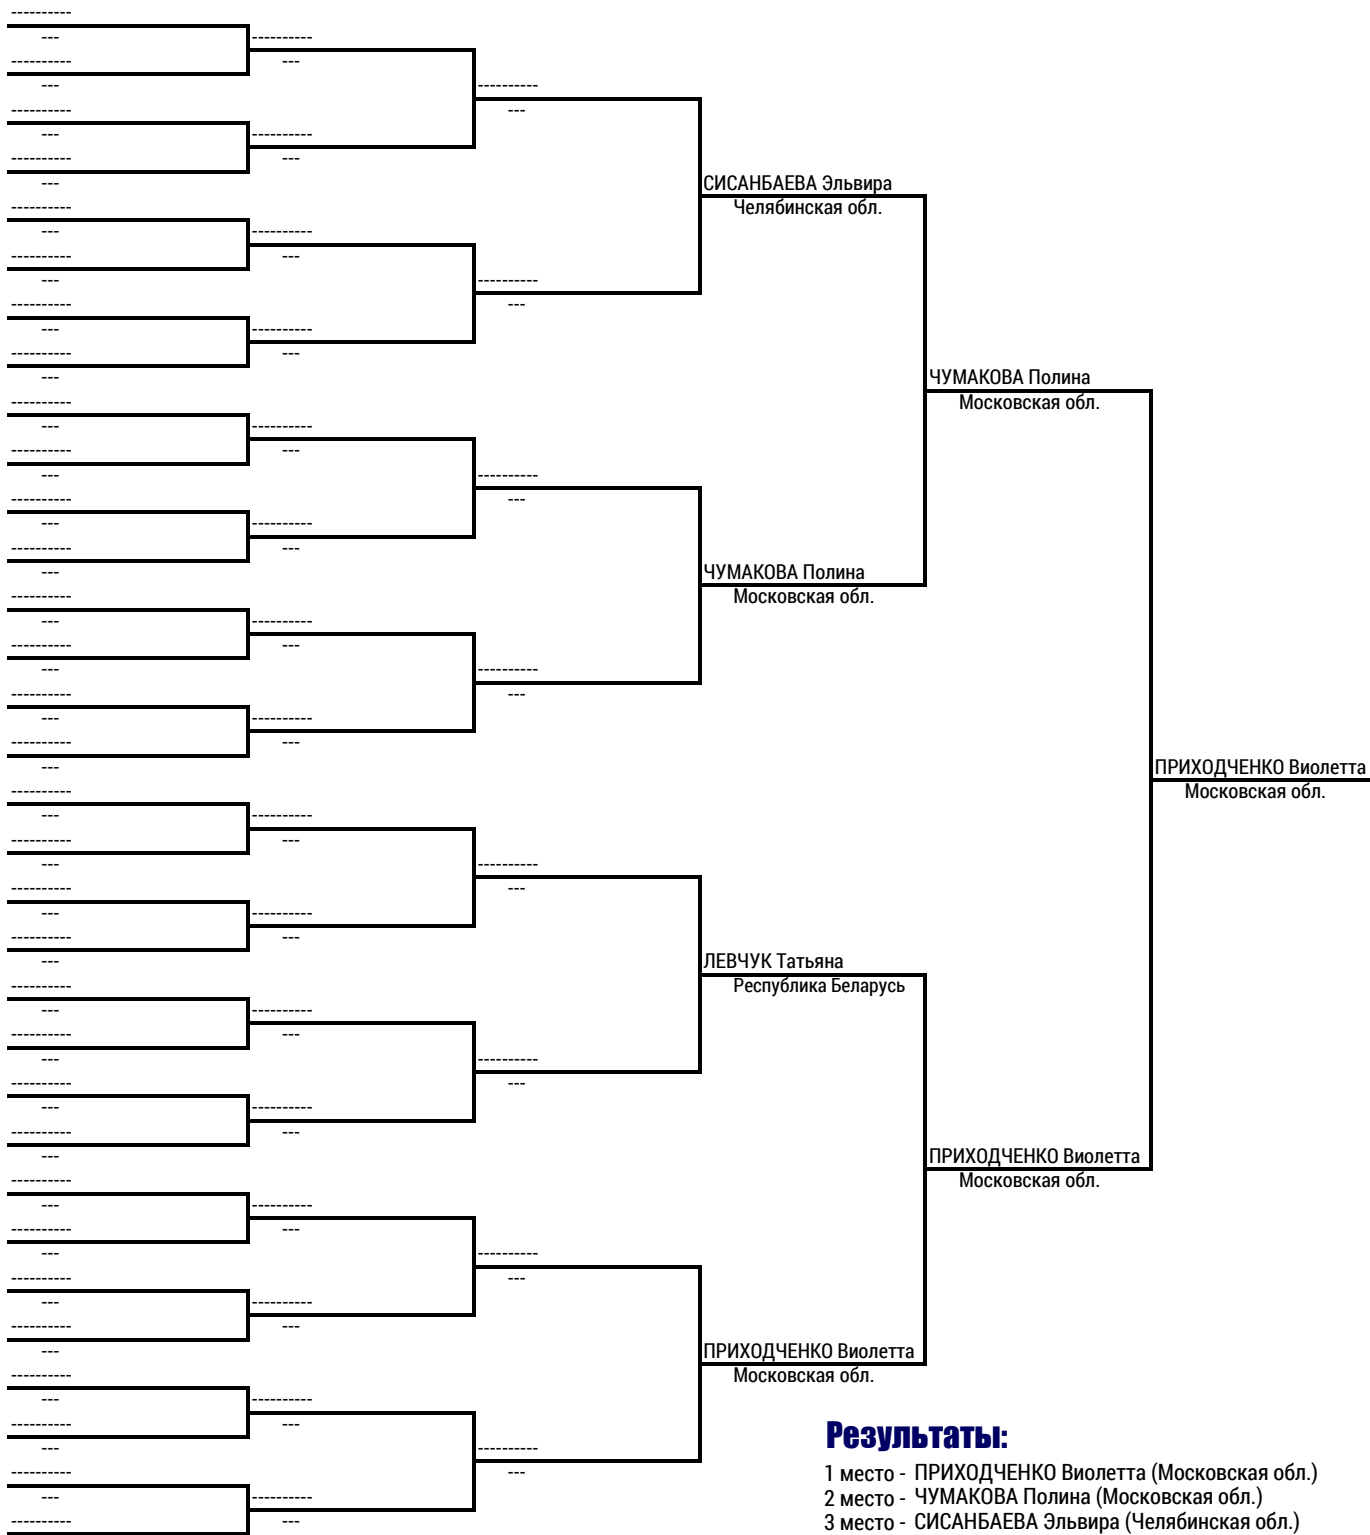 ----------
---
----------
---
----------
---
----------
---
----------
---
----------
---
----------
---
СИСАНБАЕВА Эльвира
Челябинская обл.
ЧУМАКОВА Полина
Московская обл.
ЧУМАКОВА Полина
Московская обл.
ПРИХОДЧЕНКО Виолетта
Московская обл.
ЛЕВЧУК Татьяна
Республика Беларусь
ПРИХОДЧЕНКО Виолетта
Московская обл.
ПРИХОДЧЕНКО Виолетта
Московская обл.
Результаты:
1 место - ПРИХОДЧЕНКО Виолетта (Московская обл.)
2 место - ЧУМАКОВА Полина (Московская обл.)
3 место - СИСАНБАЕВА Эльвира (Челябинская обл.)